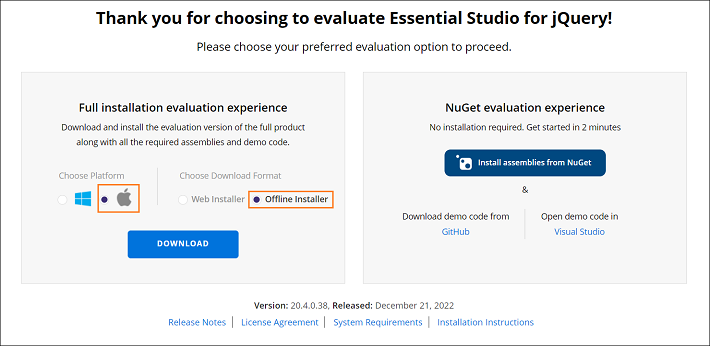 Thank you for choosing to evaluate Essential Studio for jQuery!
Please choose your preferred evaluation option to proceed.
Full installation evaluation experience
Download and install the evaluation version of the full product
along with all the required assemblies and demo code.
Choose Platform
Choose Download Format
Web Installer
Offline Installer
DOWNLOAD
NuGet evaluation experience
No installation required. Get started in 2 minutes
Install assemblies from NuGet
&
Download demo code from
GitHub
Open demo code in
Visual Studio
Version: 20.4.0.38, Released: December 21, 2022
Release Notes | License Agreement | System Requirements | Installation Instructions